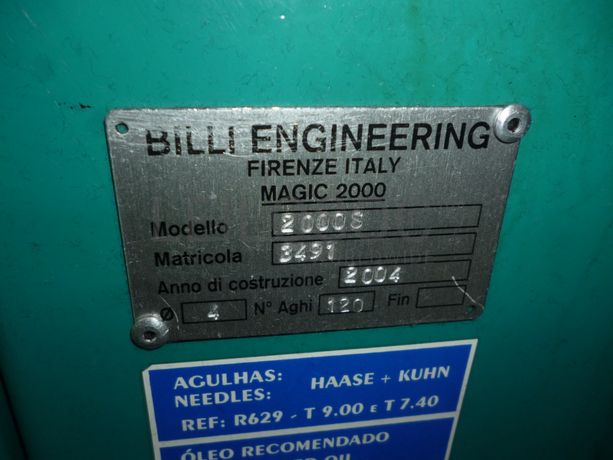 BILLI ENGINEERING
FIRENZE ITALY
MAGIC 2000
Modello 2000S
Matricola 3491
Anno di costruzione 2004
Ø 4 N° Aghi 120 Fin
AGULHAS: HAASE + KUHN
NEEDLES:
REF: R629 - T 9.00 E T 7.40
ÓLEO RECOMENDADO
OIL